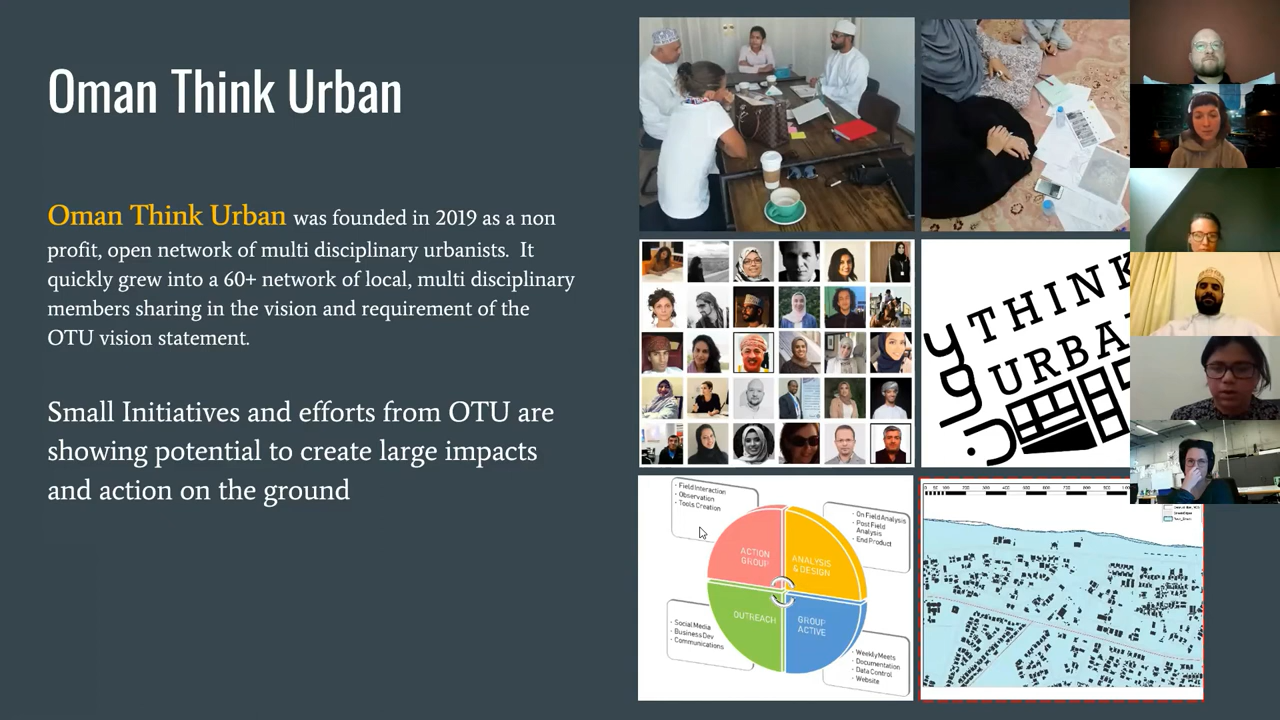 Oman Think Urban
Oman Think Urban was founded in 2019 as a non
profit, open network of multi disciplinary urbanists. It
quickly grew into a 60+ network of local, multi disciplinary
members sharing in the vision and requirement of the
OTU vision statement.
Small Initiatives and efforts from OTU are
showing potential to create large impacts
and action on the ground
THINK
URBA
· Field Interaction
· Observation
· Tools Creation
· On Field Analysis
· Post Field
Analysis
· End Product
ACTION
GROUP
ANALYSIS
& DESIGN
OUTREACH
GROUP
ACTIVE
· Social Media
· Business Dev
· Communications
· Weekly Meets
· Documentation
· Data Control
· Website